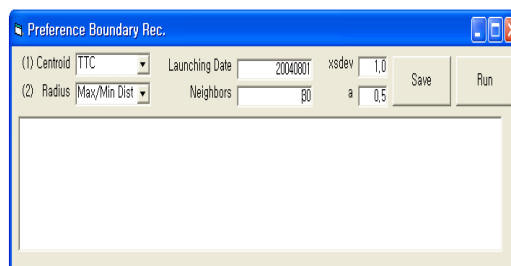 Preference Boundary Rec.
(1) Centroid TTC Launching Date 20040801 xsdev 1,0 Save Run
(2) Radius Max/Min Dist Neighbors 30 a 0,5